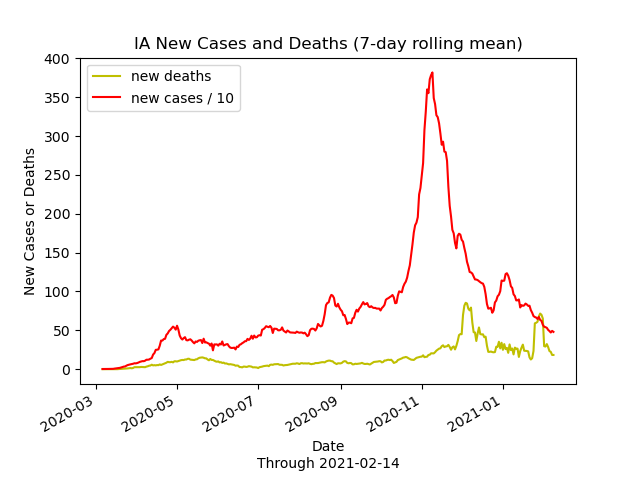 IA New Cases and Deaths (7-day rolling mean)
new deaths
new cases / 10
400
350
300
250
200
150
100
50
0
New Cases or Deaths
2020-03
2020-05
2020-07
2020-09
2020-11
2021-01
Date
Through 2021-02-14